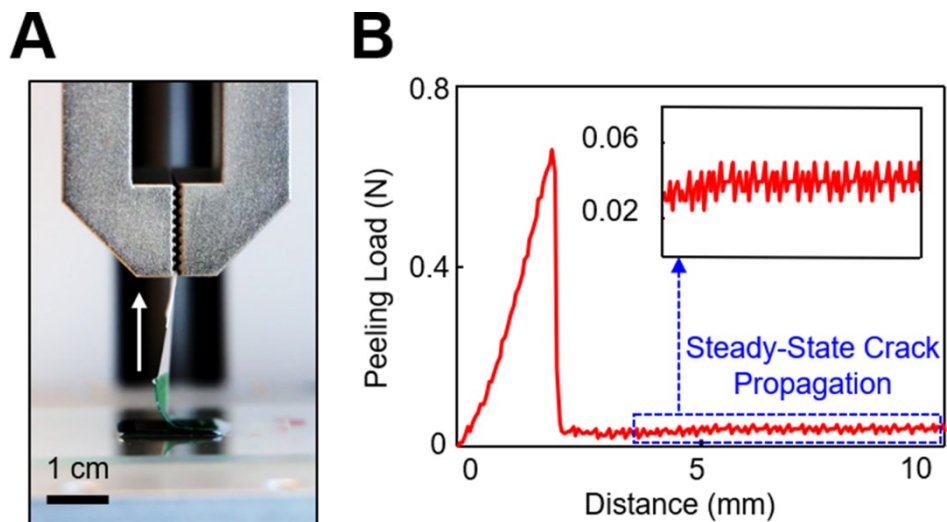 A
B
1 cm
Peeling Load (N)
0.8
0.4
0
0.06
0.02
Steady-State Crack
Propagation
0
5
10
Distance (mm)